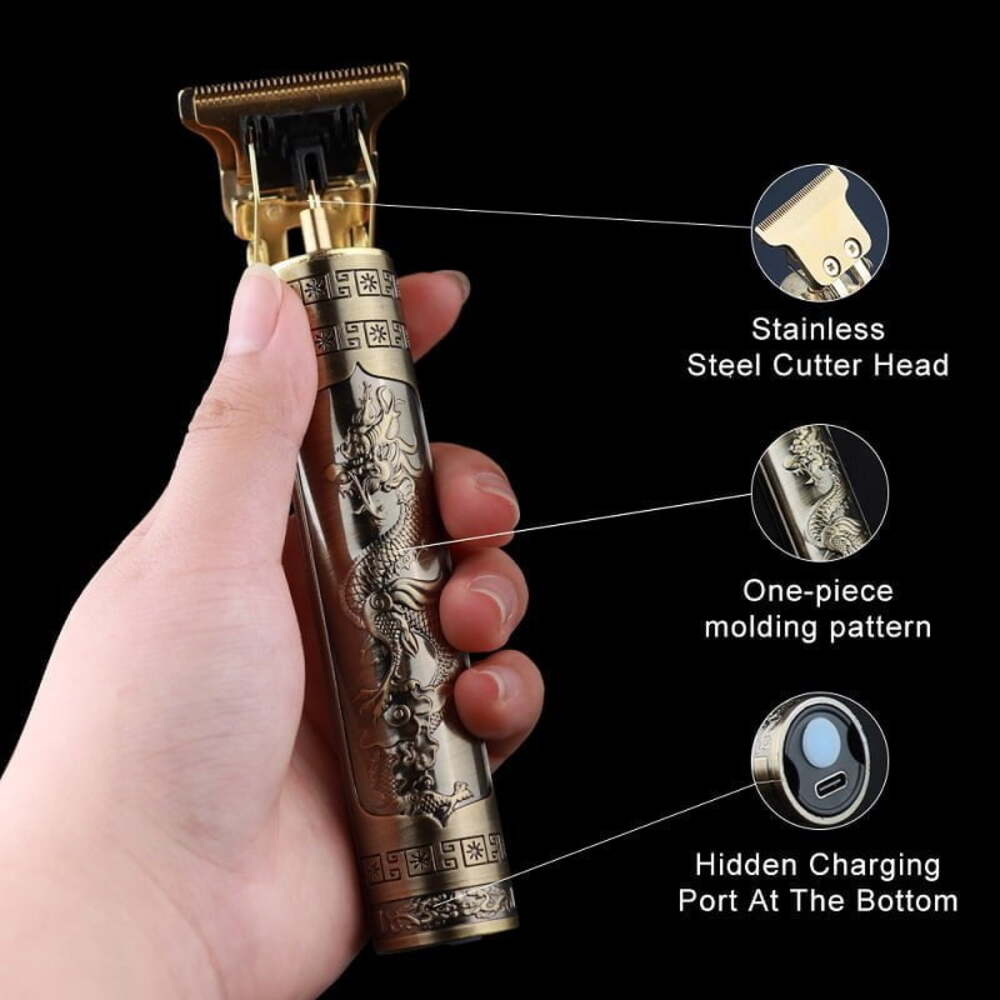 Stainless
Steel Cutter Head
One-piece
molding pattern
Hidden Charging
Port At The Bottom